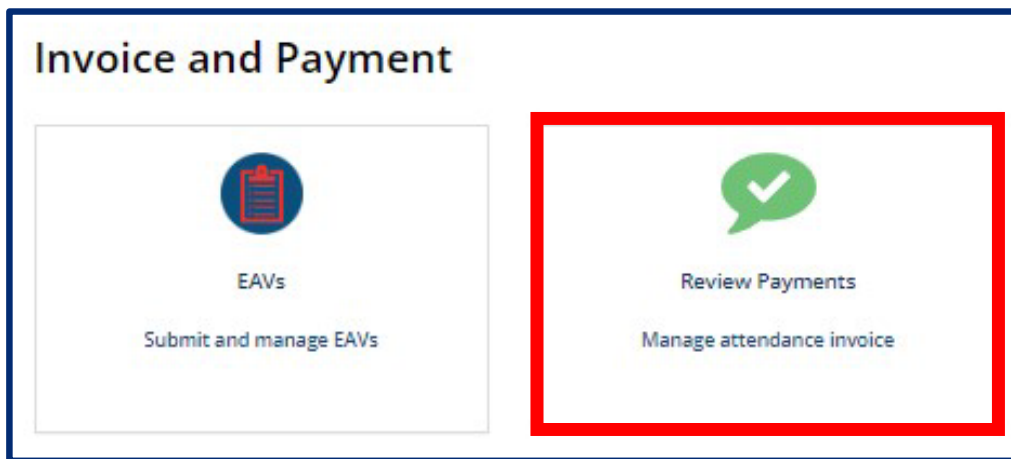 Invoice and Payment
EAVs
Submit and manage EAVs
Review Payments
Manage attendance invoice